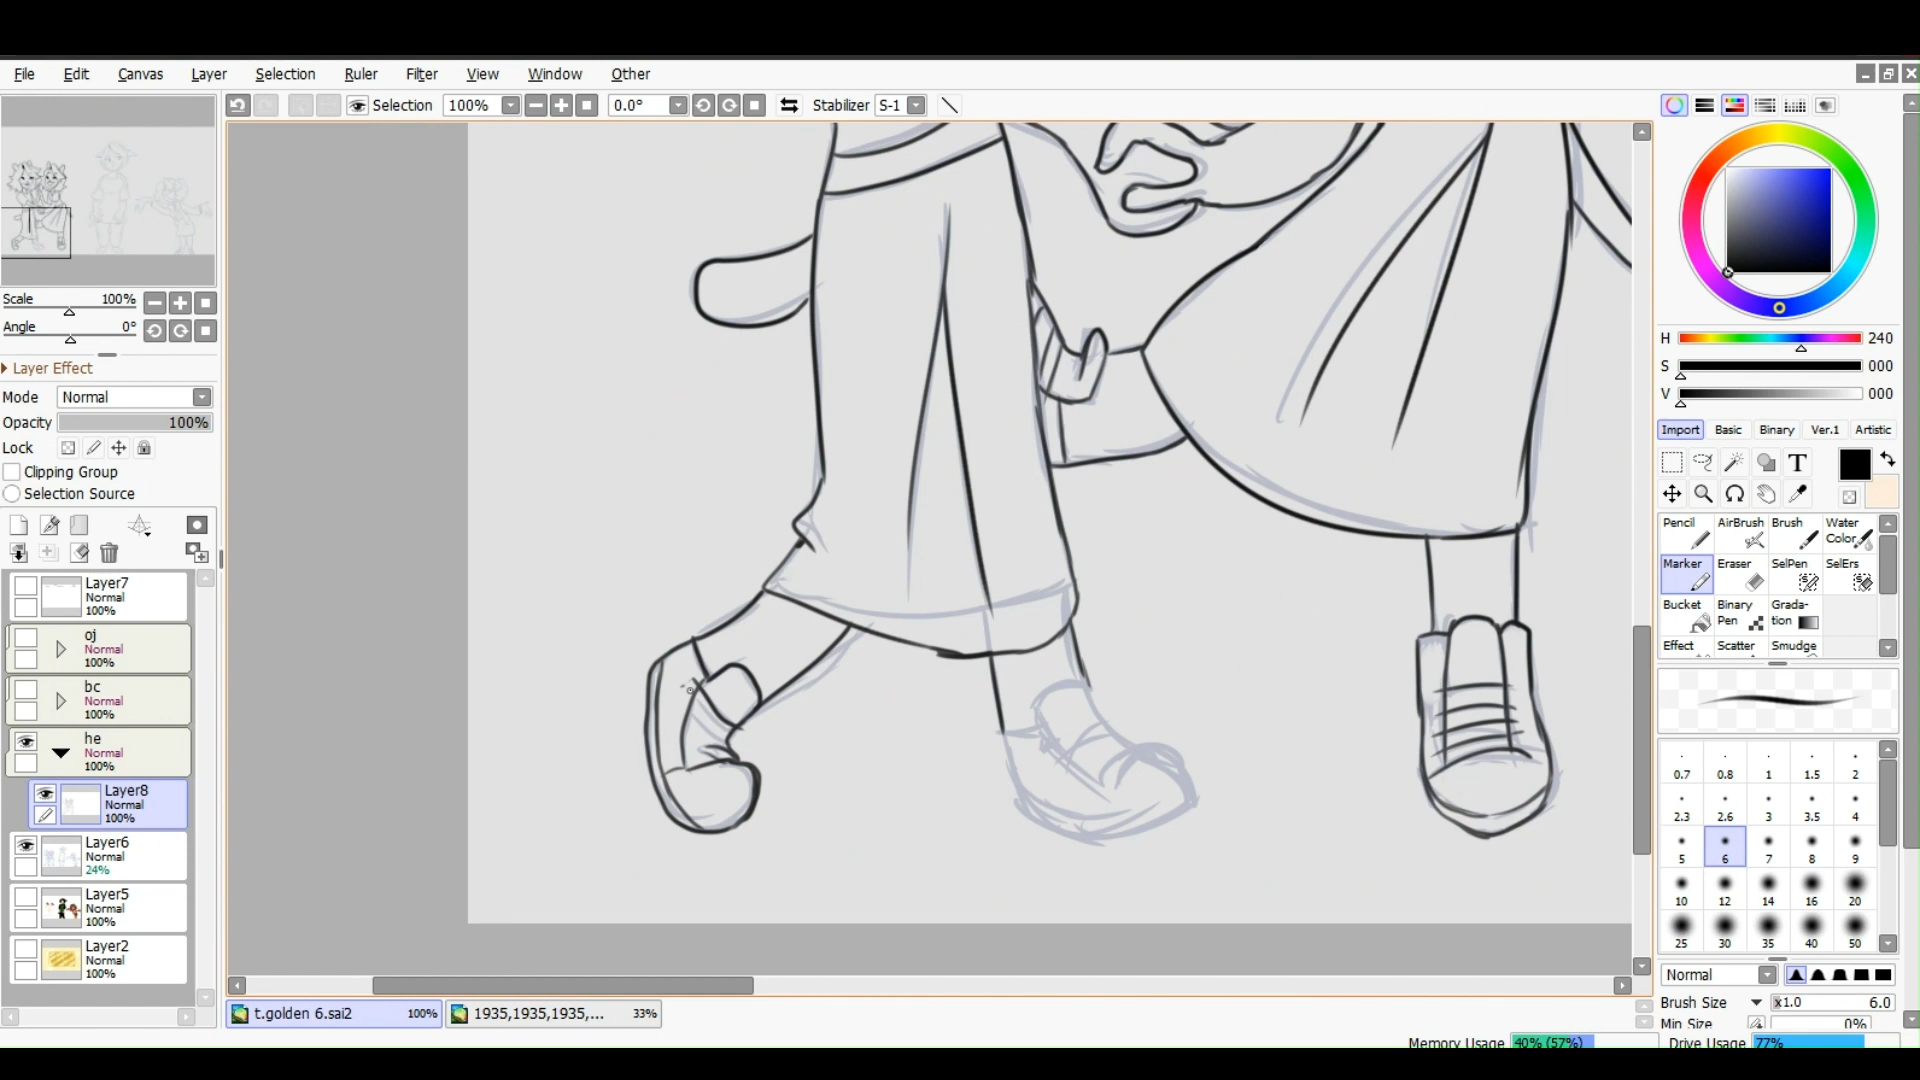 File Edit Canvas Layer Selection Ruler Filter View Window Other
Selection 100% 0.0° Stabilizer S-1
Scale 100%
Angle 0°
Layer Effect
Mode Normal
Opacity 100%
Lock
Clipping Group
Selection Source
Layer7
Normal
100%
oj
Normal
100%
bc
Normal
100%
he
Normal
100%
Layer8
Normal
100%
Layer6
Normal
24%
Layer5
Normal
100%
Layer2
Normal
100%
t.golden 6.sai2 100% 1935,1935,1935,... 33%
H 240
S 000
V 000
Import Basic Binary Ver.1 Artistic
T
Pencil AirBrush Brush Water Color
Marker Eraser SelPen SelErs
Bucket Binary Pen Grada-tion
Effect Scatter Smudge
0.7 0.8 1 1.5 2
2.3 2.6 3 3.5 4
5 6 7 8 9
10 12 14 16 20
25 30 35 40 50
Normal
Brush Size x1.0 6.0
Min Size 0%
Memory Usage 40% (57%) Drive Usage 77%